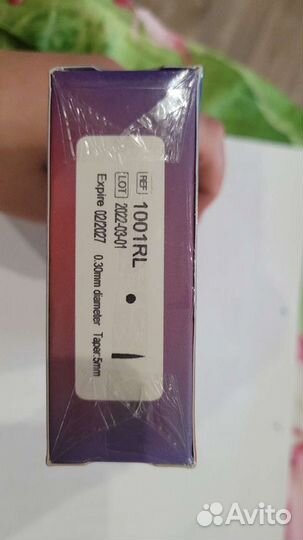 REF 1001RL
LOT 2022-03-01
Expire 02/2027 0.30mm diameter Taper 5mm
Avito